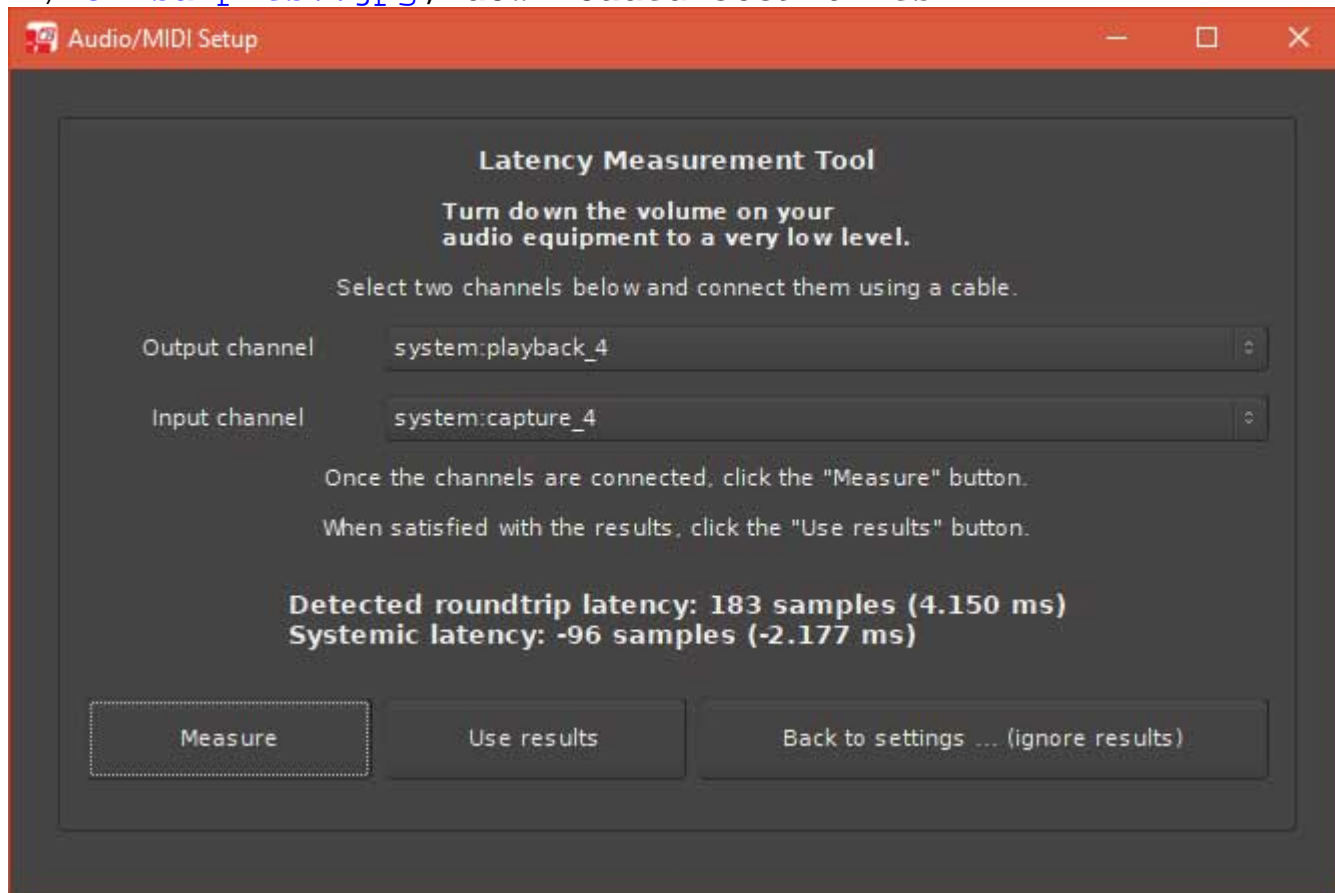 Audio/MIDI Setup
Latency Measurement Tool
Turn down the volume on your
audio equipment to a very low level.
Select two channels below and connect them using a cable.
Output channel system:playback_4
Input channel system:capture_4
Once the channels are connected, click the "Measure" button.
When satisfied with the results, click the "Use results" button.
Detected roundtrip latency: 183 samples (4.150 ms)
Systemic latency: -96 samples (-2.177 ms)
Measure Use results Back to settings ... (ignore results)